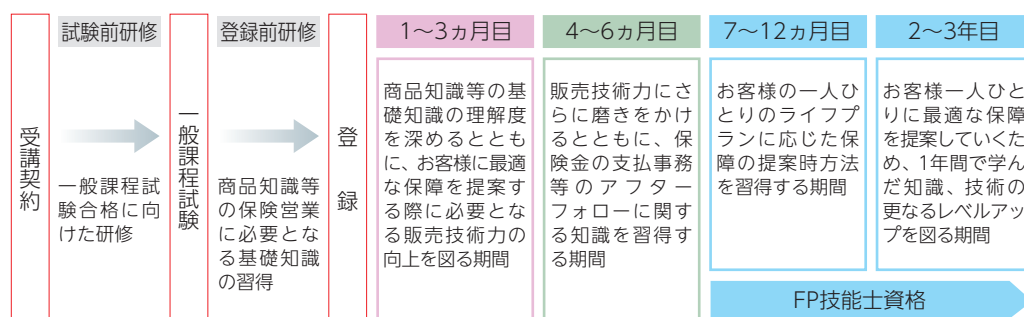 受講契約
試験前研修
一般課程試
験合格に向
けた研修
一般課程試験
登録前研修
商品知識等
の保険営業
に必要とな
る基礎知識
の習得
登録
1〜3ヵ月目
商品知識等の基
礎知識の理解度
を深めるととも
に、お客様に最適
な保障を提案す
る際に必要とな
る販売技術力の
向上を図る期間
4〜6ヵ月目
販売技術力にさ
らに磨きをかけ
るとともに、保
険金の支払事務
等のアフター
フォローに関す
る知識を習得す
る期間
7〜12ヵ月目
お客様の一人ひ
とりのライフプ
ランに応じた保
障の提案時方法
を習得する期間
2〜3年目
お客様一人ひと
りに最適な保障
を提案していくた
め、1年間で学ん
だ知識、技術の
更なるレベルアッ
プを図る期間
FP技能士資格